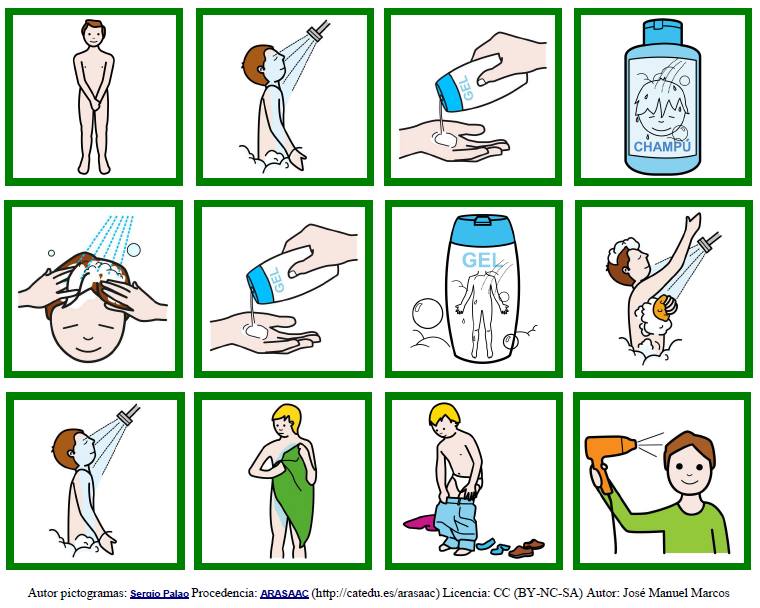 GEL
CHAMPÚ
GEL
GEL
Autor pictogramas: Sergio Palao Procedencia: ARASAAC (http://catedu.es/arasaac) Licencia: CC (BY-NC-SA) Autor: José Manuel Marcos